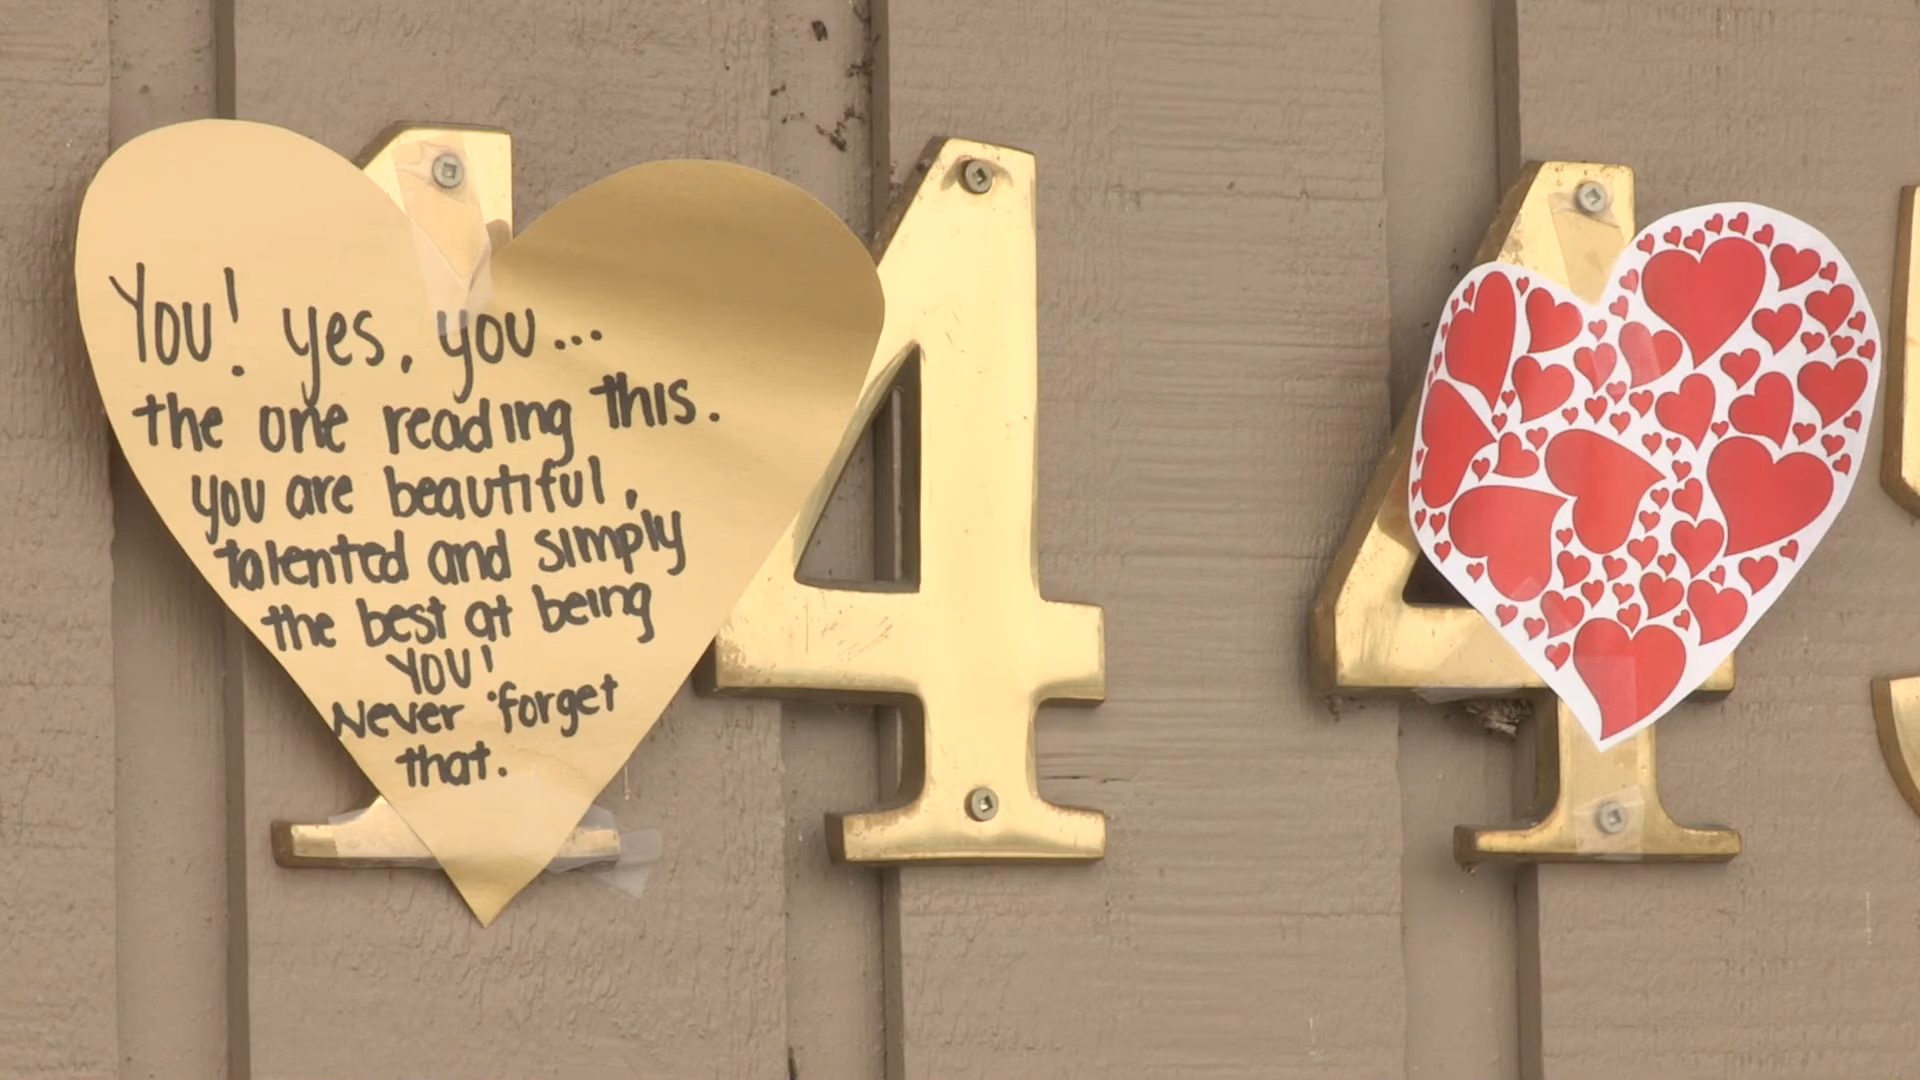 You! yes, you...
the one reading this.
you are beautiful,
talented and simply
the best at being
YOU!
Never forget
that.
4
4